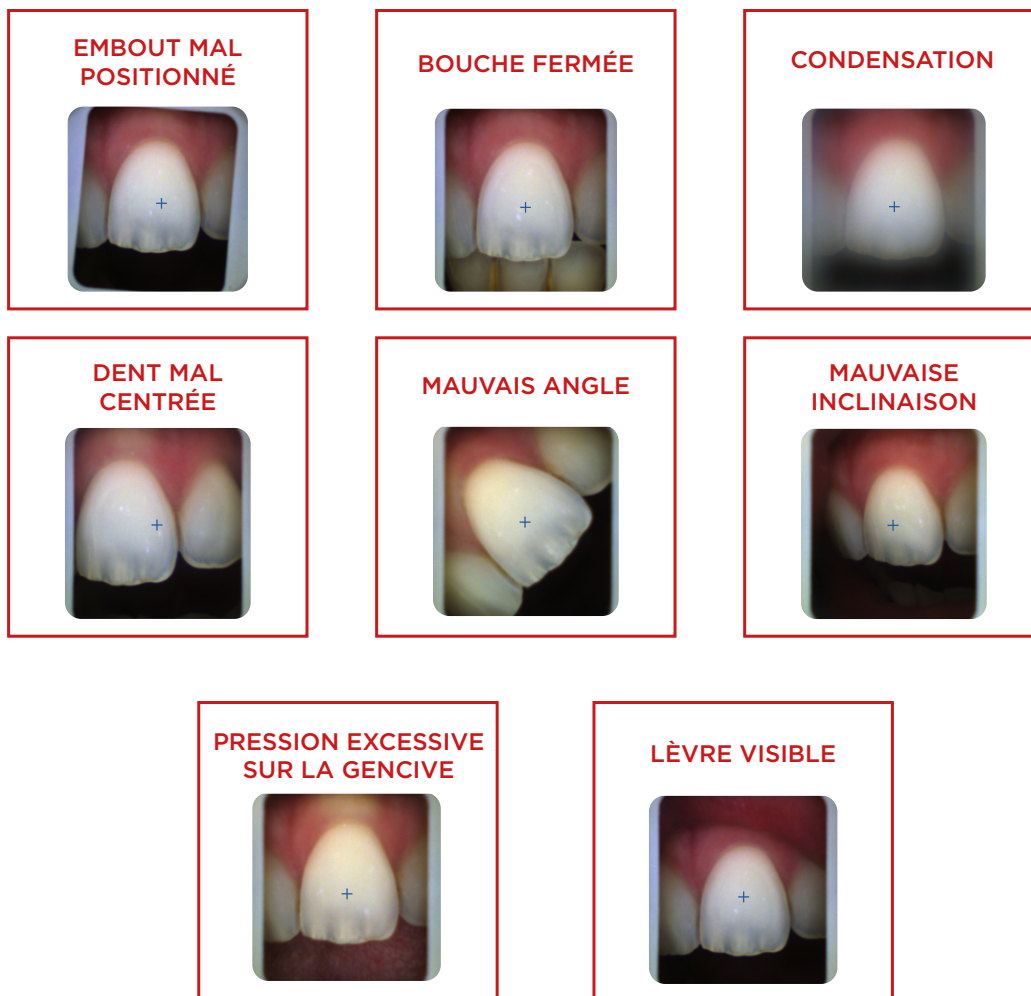 EMBOUT MAL
POSITIONNÉ
BOUCHE FERMÉE
CONDENSATION
DENT MAL
CENTRÉE
MAUVAIS ANGLE
MAUVAISE
INCLINAISON
PRESSION EXCESSIVE
SUR LA GENCIVE
LÈVRE VISIBLE